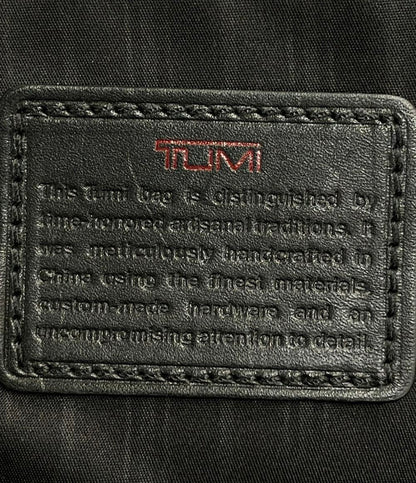 TUMI
This Tumi bag is distinguished by
time-honored artisanal traditions. It
was meticulously handcrafted in
China using the finest materials,
custom-made hardware and an
uncompromising attention to detail.